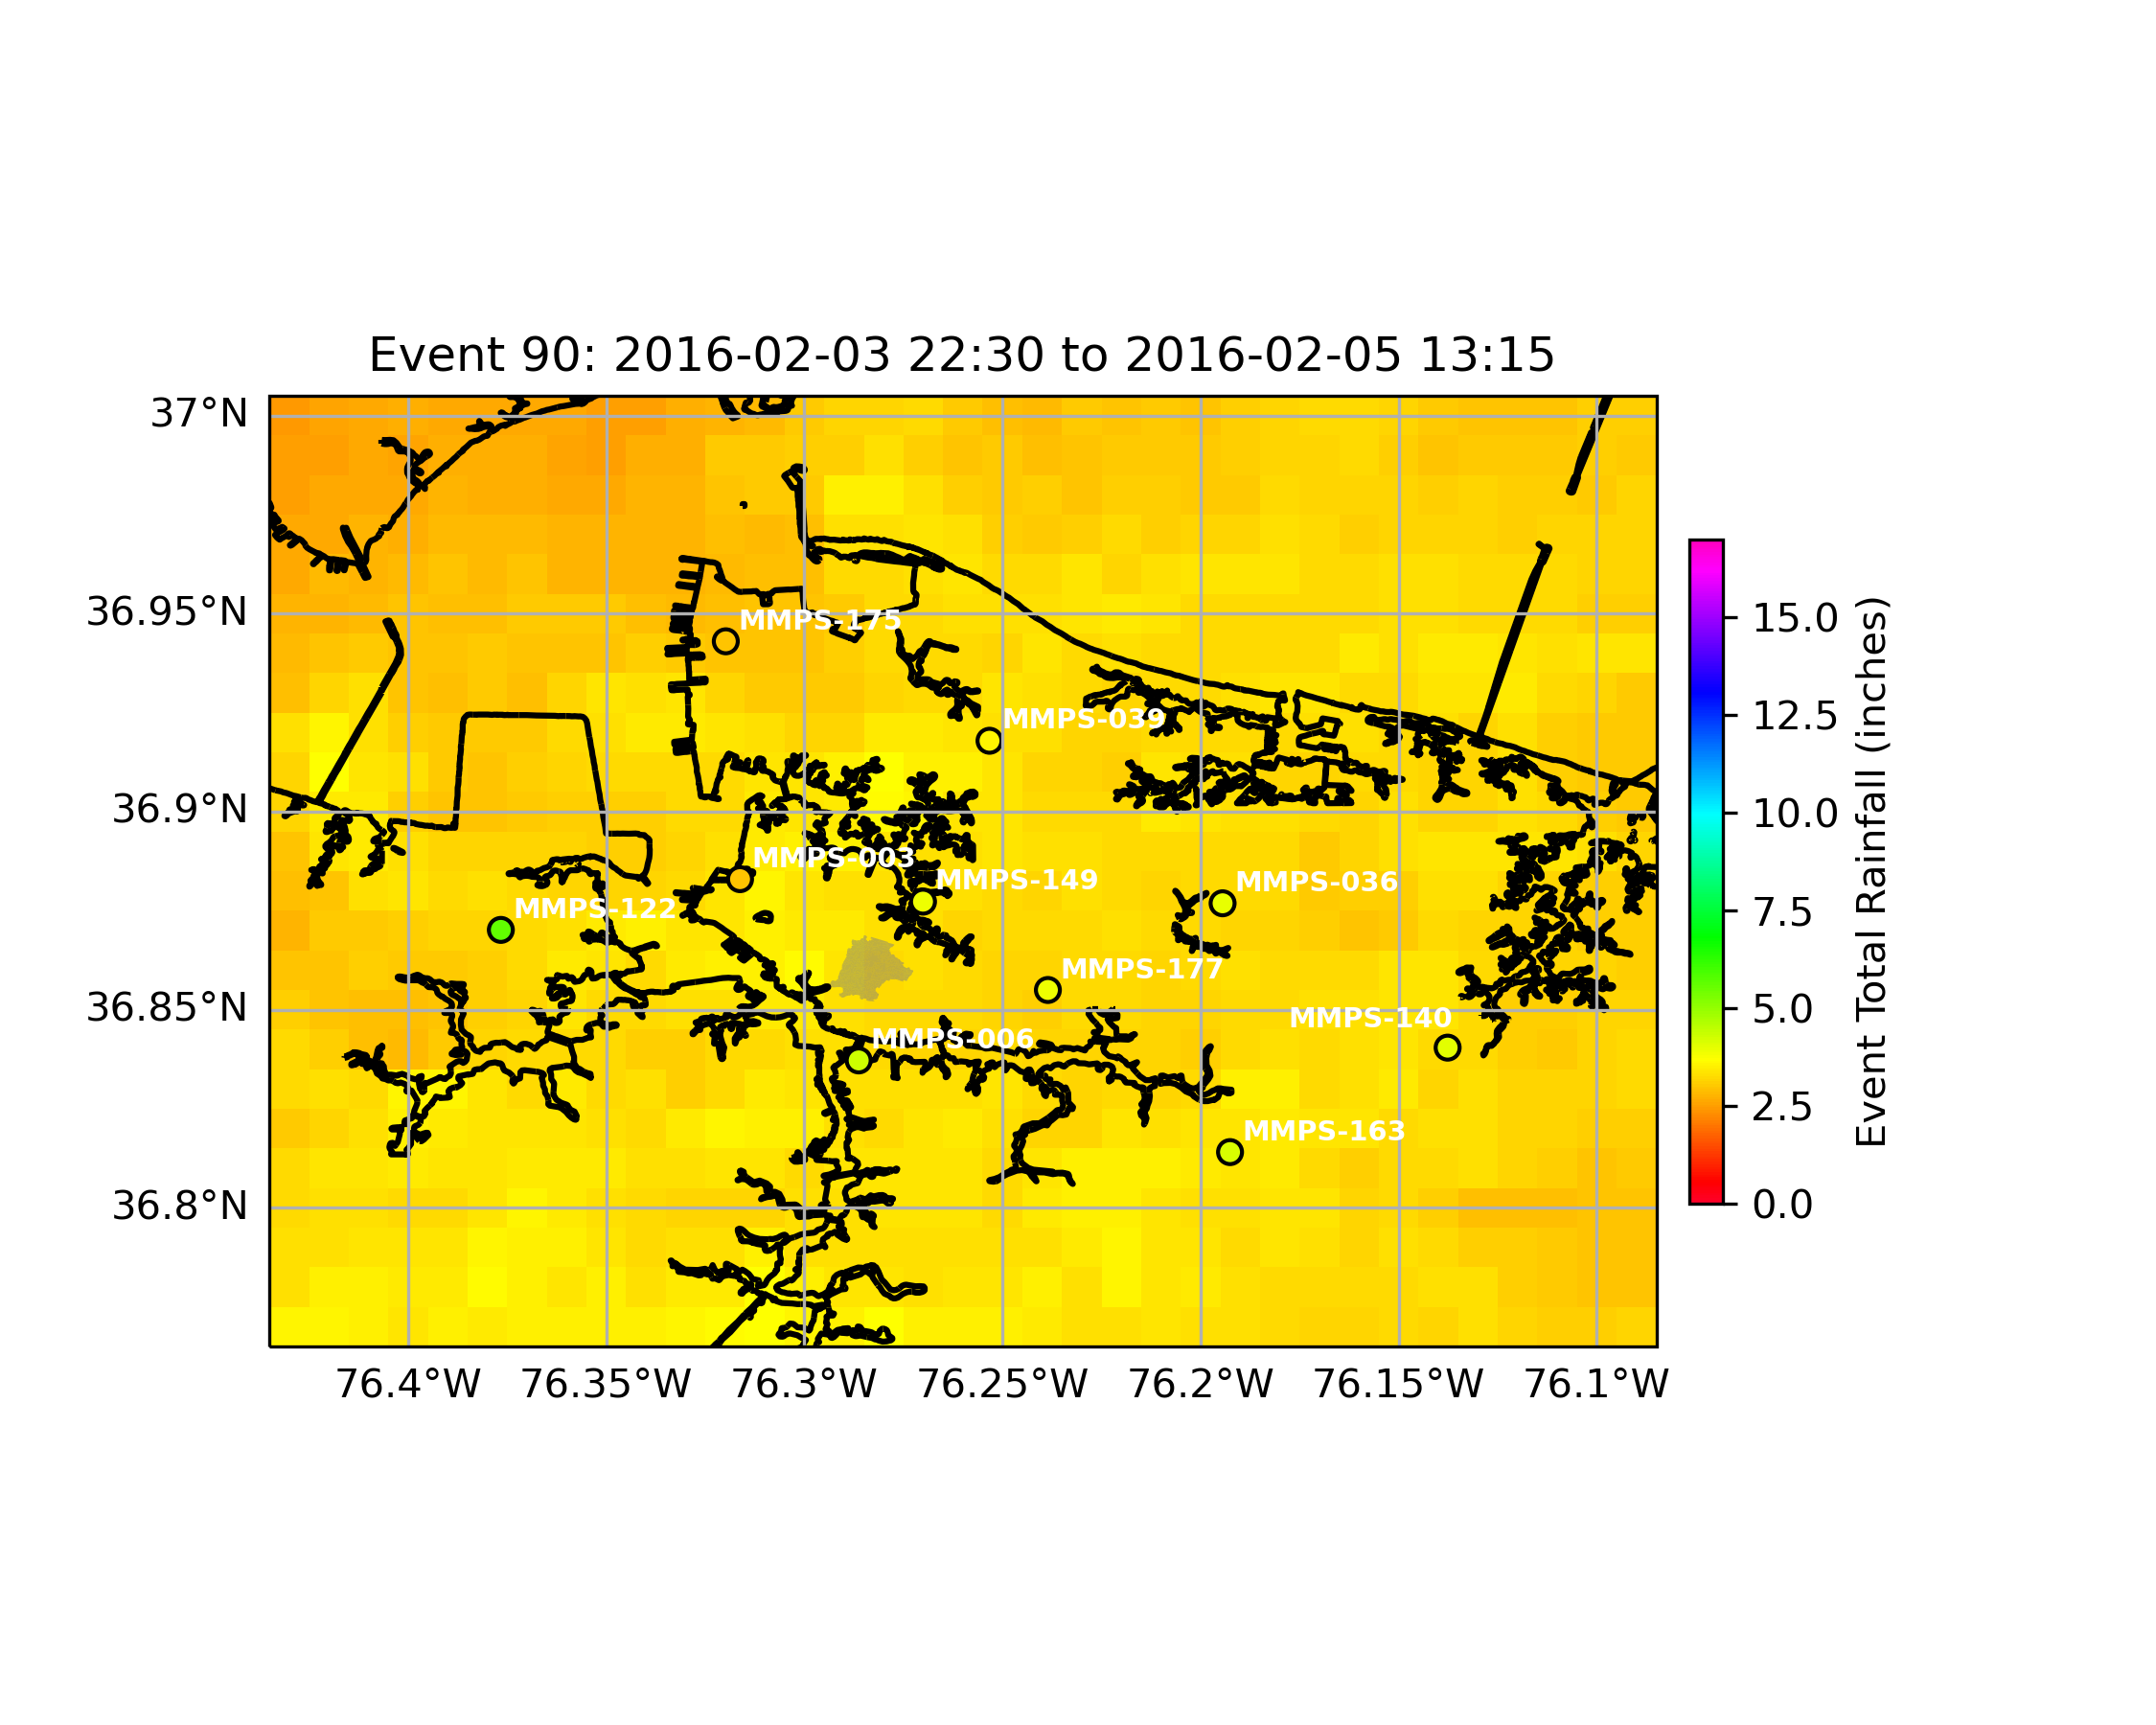 Event 90: 2016-02-03 22:30 to 2016-02-05 13:15
37°N
36.95°N
36.9°N
36.85°N
36.8°N
76.4°W
76.35°W
76.3°W
76.25°W
76.2°W
76.15°W
76.1°W
MMPS-175
MMPS-039
MMPS-003
MMPS-149
MMPS-036
MMPS-122
MMPS-177
MMPS-140
MMPS-006
MMPS-163
15.0
12.5
10.0
7.5
5.0
2.5
0.0
Event Total Rainfall (inches)